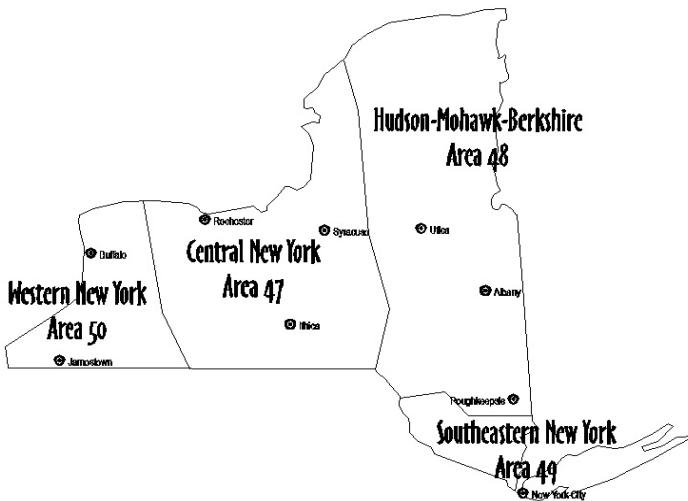 Hudson-Mohawk-Berkshire
Area 48
Rochester
Syracuse
Utica
Buffalo
Central New York
Area 47
Western New York
Area 50
Albany
Ithica
Jamestown
Poughkeepsie
Southeastern New York
Area 49
New York City